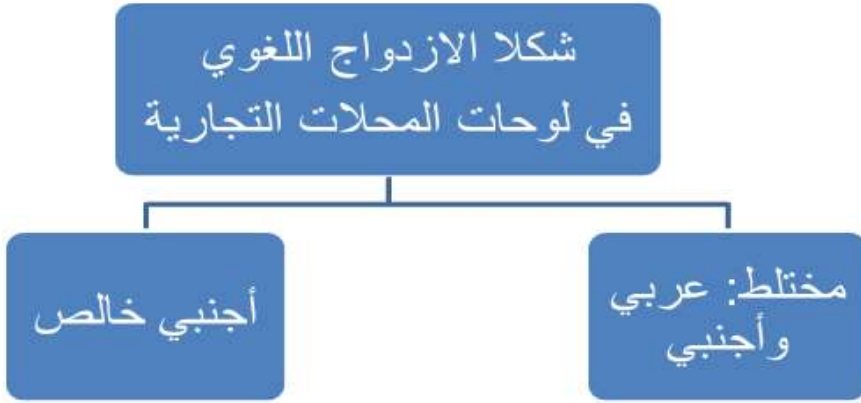 شكلا الازدواج اللغوي
في لوحات المحلات التجارية
مختلط: عربي
وأجنبي
أجنبي خالص